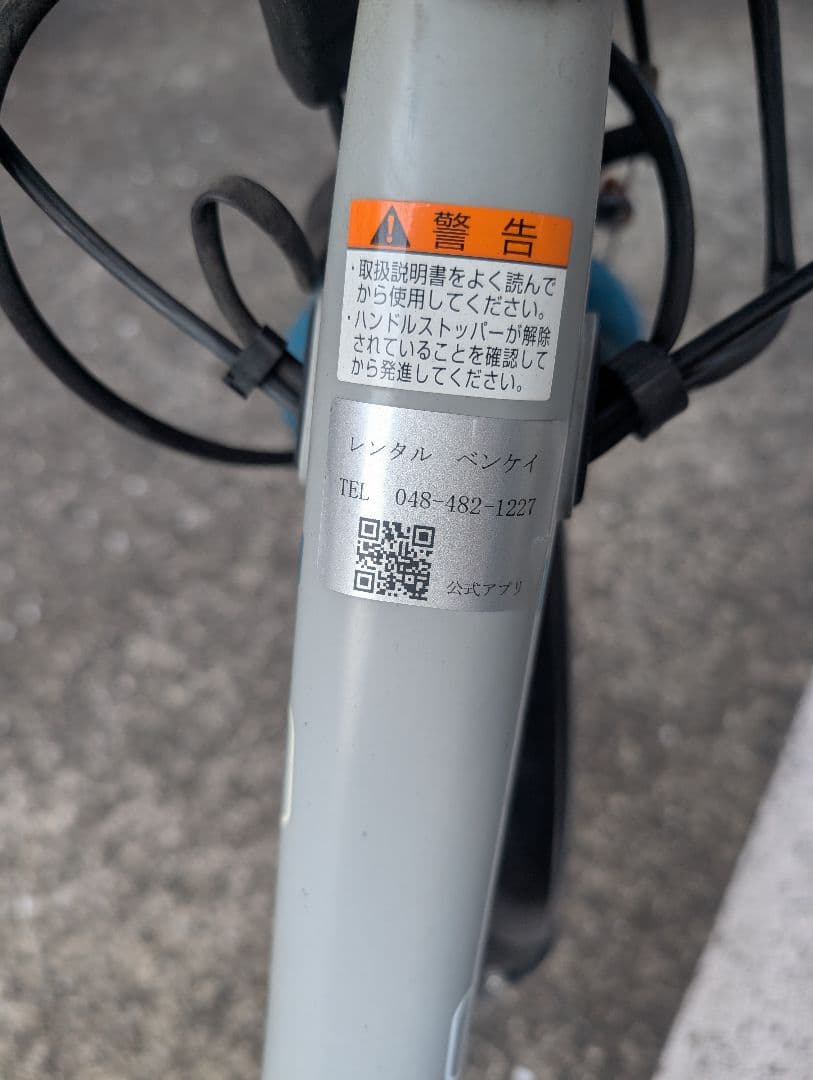 警告
・取扱説明書をよく読んで
から使用してください。
・ハンドルストッパーが解除
されていることを確認して
から発進してください。
レンタル ベンケイ
TEL 048-482-1227
公式アプリ